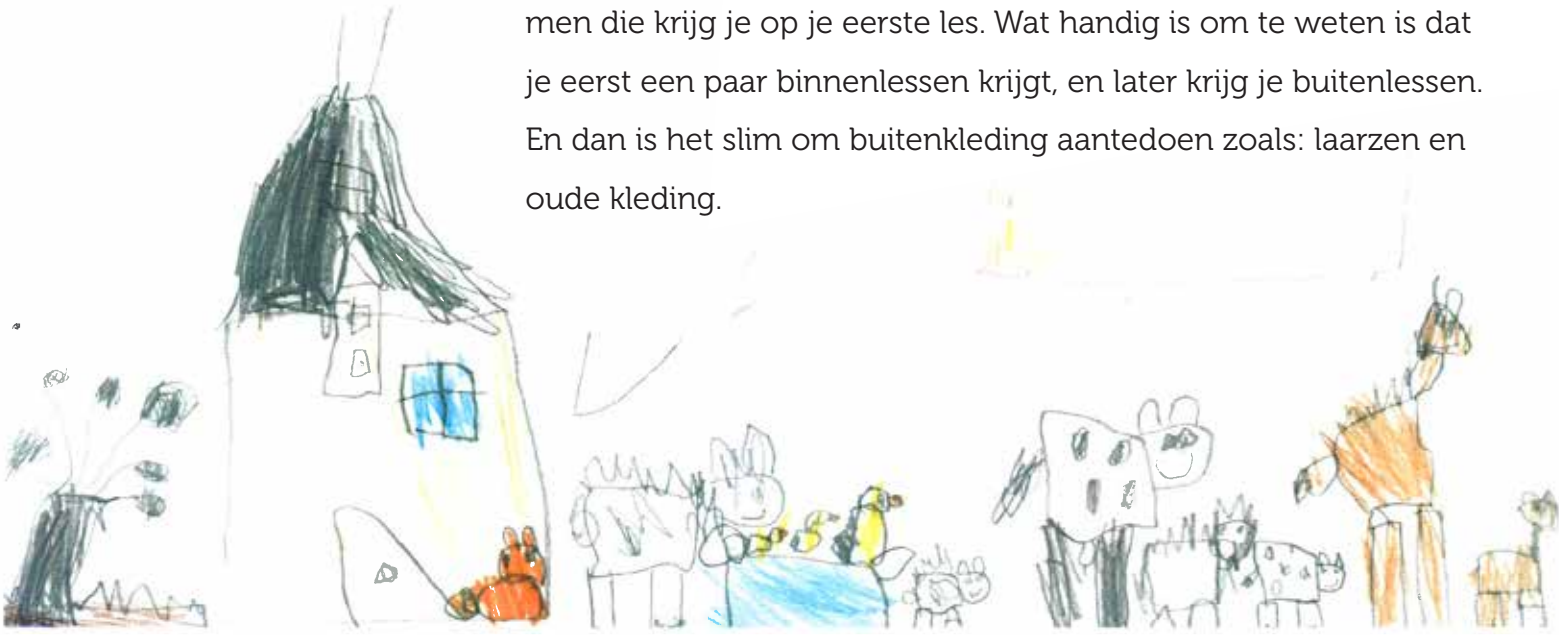 men die krijg je op je eerste les. Wat handig is om te weten is dat
je eerst een paar binnenlessen krijgt, en later krijg je buitenlessen.
En dan is het slim om buitenkleding aantedoen zoals: laarzen en
oude kleding.